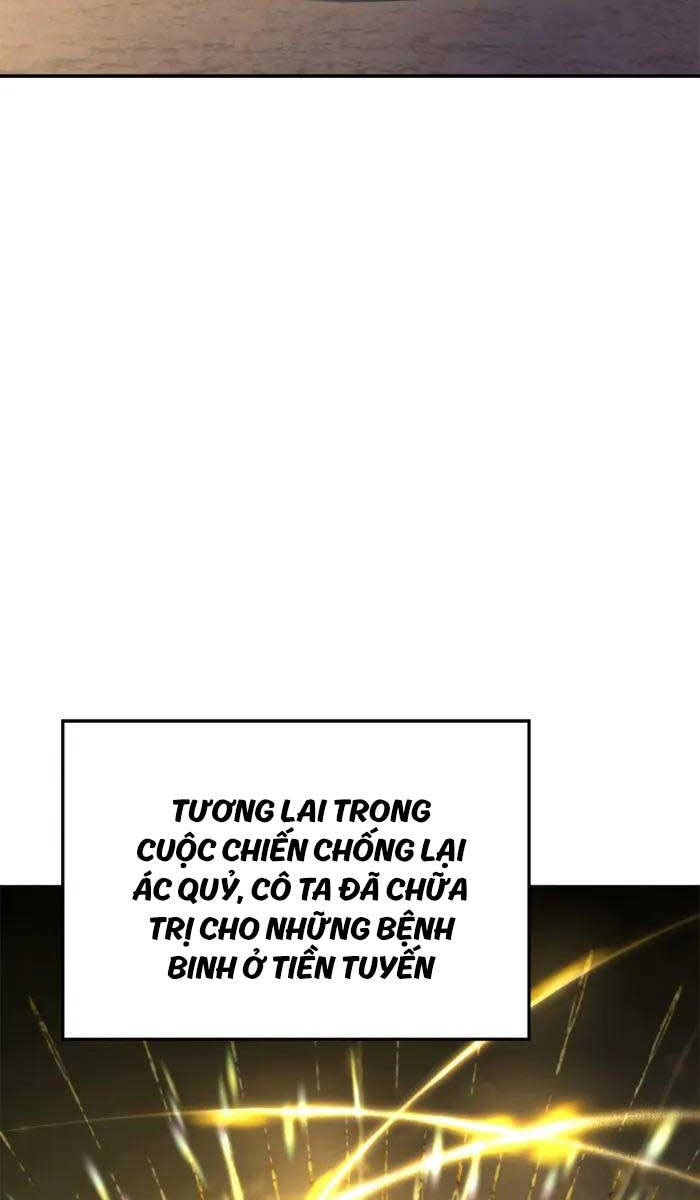 TƯƠNG LAI TRONG
CUỘC CHIẾN CHỐNG LẠI
ÁC QUỶ, CÔ TA ĐÃ CHỮA
TRỊ CHO NHỮNG BỆNH
BINH Ở TIỀN TUYẾN